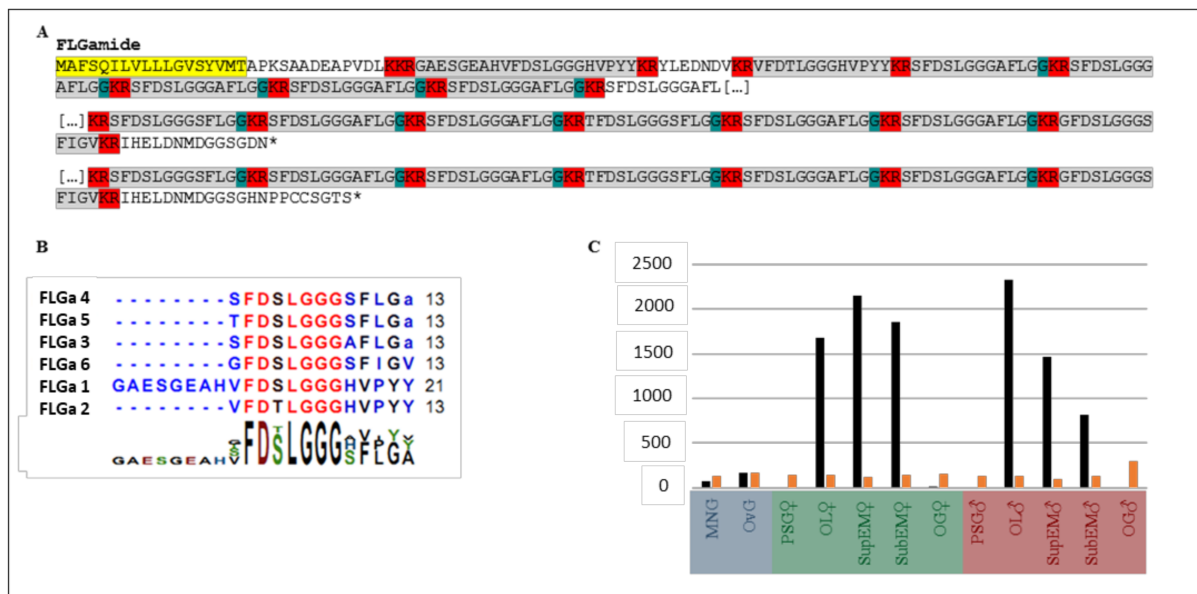 A
FLGamide
MAFSQILVLLLGVSYVMTAPKSAADEAPVDLKKRGAESGEAHVFDSLGGGHVPYYKRYLEDNDVKRVFDTLGGGHVPYYKRSFDSLGGGAFLGGKRSFDSLGGG
AFLGGKRSFDSLGGGAFLGGKRSFDSLGGGAFLGGKRSFDSLGGGAFLGGKRSFDSLGGGAFL[…]
[…]KRSFDSLGGGSFLGGKRSFDSLGGGAFLGGKRSFDSLGGGAFLGGKRTFDSLGGGSFLGGKRSFDSLGGGAFLGGKRSFDSLGGGAFLGGKRGFDSLGGGS
FIGVKRIHELDNMDGGSGDN*
[…]KRSFDSLGGGSFLGGKRSFDSLGGGAFLGGKRSFDSLGGGAFLGGKRTFDSLGGGSFLGGKRSFDSLGGGAFLGGKRSFDSLGGGAFLGGKRGFDSLGGGS
FIGVKRIHELDNMDGGSGHNPPCCSGTS*
B
FLGa 4 - - - - - - - - SFDSLGGGSFLGa 13
FLGa 5 - - - - - - - - TFDSLGGGSFLGa 13
FLGa 3 - - - - - - - - SFDSLGGGAFLGa 13
FLGa 6 - - - - - - - - GFDSLGGGSFIGV 13
FLGa 1 GAESGEAHVFDSLGGGHVPYY 21
FLGa 2 - - - - - - - - VFDTLGGGHVPYY 13
C
2500
2000
1500
1000
500
0
MNG
OvG
PSG♀
OL♀
SupEM♀
SubEM♀
OG♀
PSG♂
OL♂
SupEM♂
SubEM♂
OG♂